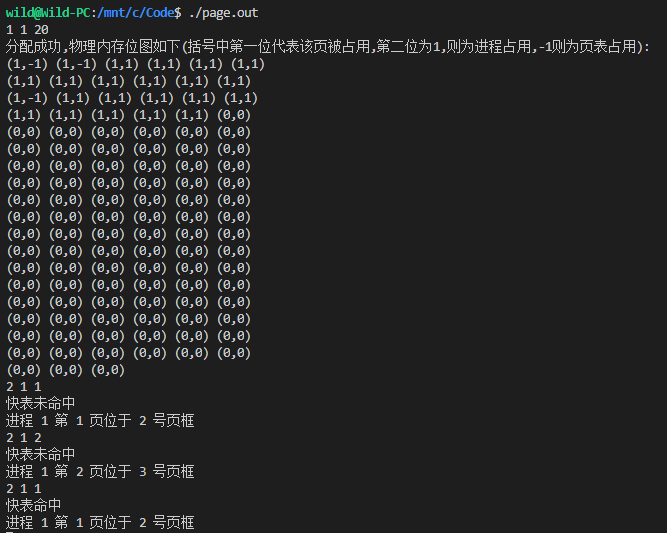 wild@Wild-PC:/mnt/c/Code$ ./page.out
1 1 20
分配成功,物理内存位图如下(括号中第一位代表该页被占用,第二位为1,则为进程占用,-1则为页表占用):
(1,-1) (1,-1) (1,1) (1,1) (1,1) (1,1)
(1,1) (1,1) (1,1) (1,1) (1,1) (1,1)
(1,-1) (1,1) (1,1) (1,1) (1,1) (1,1)
(1,1) (1,1) (1,1) (1,1) (1,1) (0,0)
(0,0) (0,0) (0,0) (0,0) (0,0) (0,0)
(0,0) (0,0) (0,0) (0,0) (0,0) (0,0)
(0,0) (0,0) (0,0) (0,0) (0,0) (0,0)
(0,0) (0,0) (0,0) (0,0) (0,0) (0,0)
(0,0) (0,0) (0,0) (0,0) (0,0) (0,0)
(0,0) (0,0) (0,0) (0,0) (0,0) (0,0)
(0,0) (0,0) (0,0) (0,0) (0,0) (0,0)
(0,0) (0,0) (0,0) (0,0) (0,0) (0,0)
(0,0) (0,0) (0,0) (0,0) (0,0) (0,0)
(0,0) (0,0) (0,0) (0,0) (0,0) (0,0)
(0,0) (0,0) (0,0) (0,0) (0,0) (0,0)
(0,0) (0,0) (0,0) (0,0) (0,0) (0,0)
(0,0) (0,0) (0,0) (0,0) (0,0) (0,0)
(0,0) (0,0) (0,0) (0,0) (0,0) (0,0)
(0,0) (0,0) (0,0)
2 1 1
快表未命中
进程 1 第 1 页位于 2 号页框
2 1 2
快表未命中
进程 1 第 2 页位于 3 号页框
2 1 1
快表命中
进程 1 第 1 页位于 2 号页框